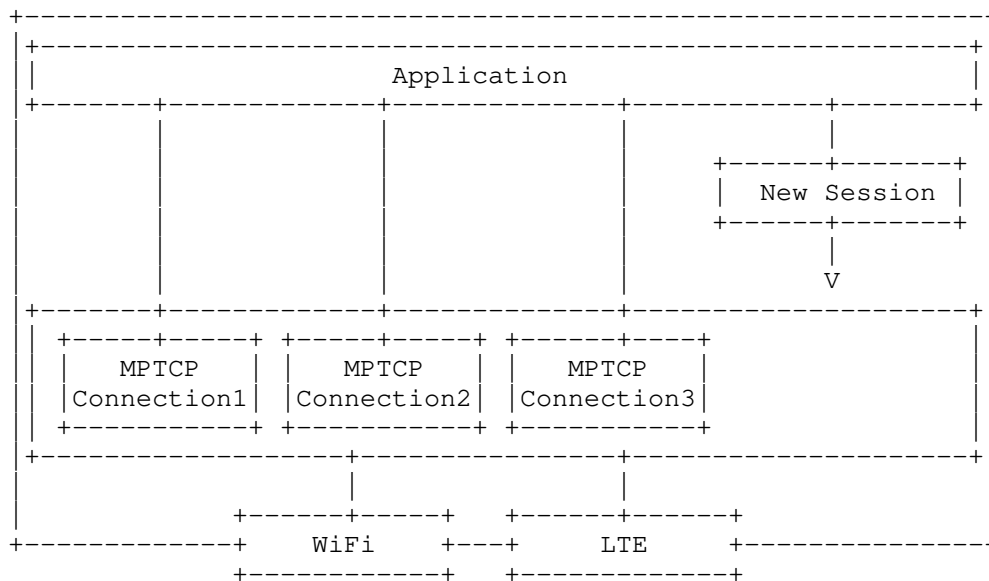 Application
New Session
V
MPTCP MPTCP MPTCP
Connection1 Connection2 Connection3
WiFi LTE